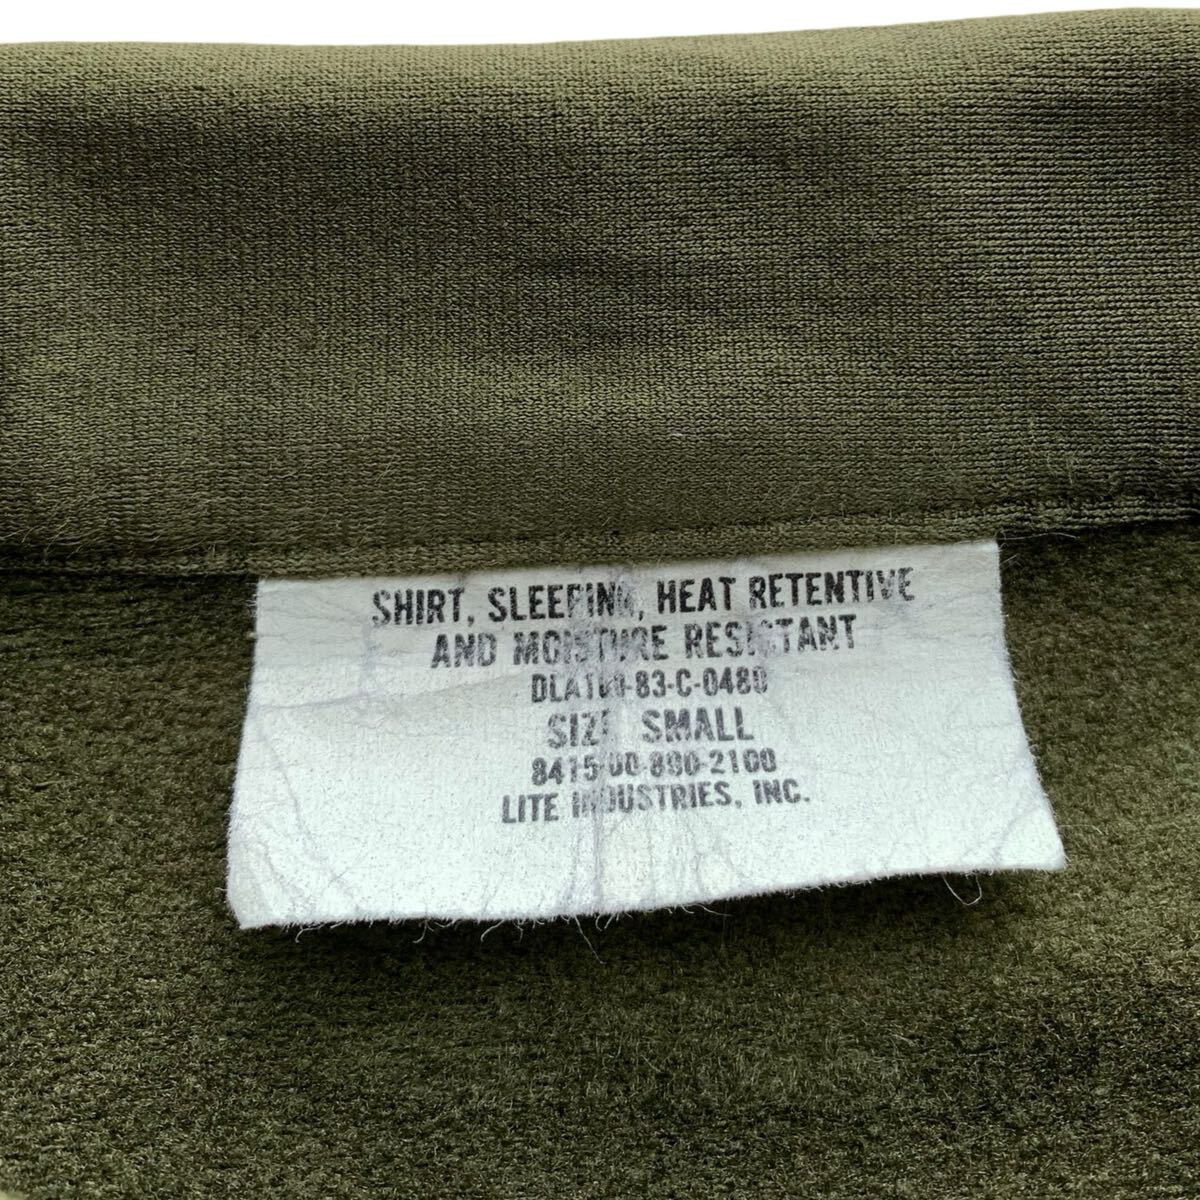 SHIRT, SLEEPING, HEAT RETENTIVE
AND MOISTURE RESISTANT
DLA100-83-C-0480
SIZE SMALL
8415-00-890-2100
LITE INDUSTRIES, INC.